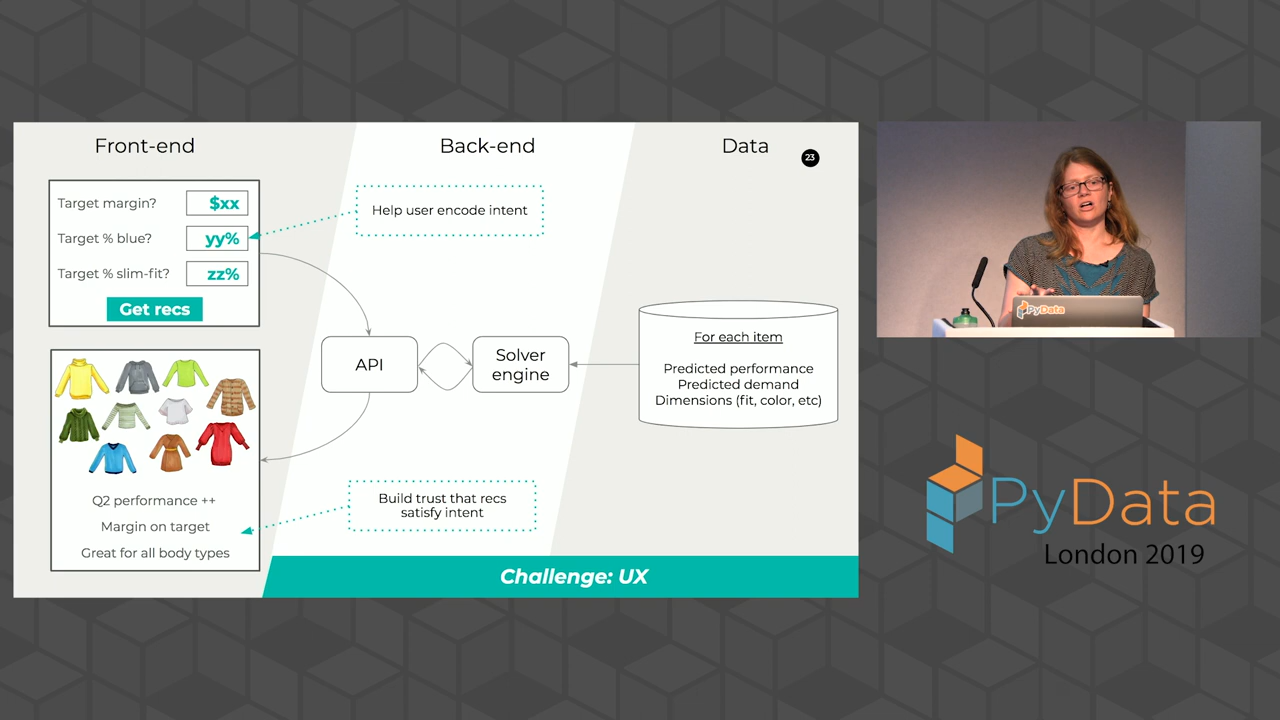 Front-end
Back-end
Data
23
Target margin?
$xx
Target % blue?
yy%
Target % slim-fit?
zz%
Get recs
Help user encode intent
API
Solver
engine
For each item
Predicted performance
Predicted demand
Dimensions (fit, color, etc)
Q2 performance ++
Margin on target
Great for all body types
Build trust that recs
satisfy intent
Challenge: UX
PyData
PyData
London 2019